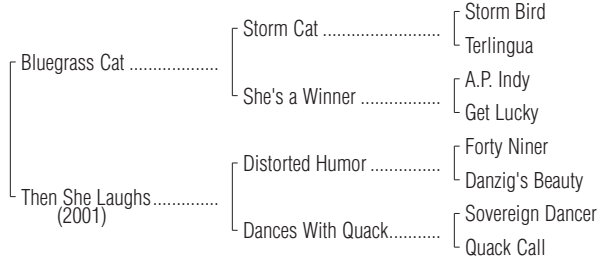 Storm Bird
Storm Cat ........................
Terlingua
Bluegrass Cat ..................
A.P. Indy
She's a Winner ................
Get Lucky
Forty Niner
Distorted Humor ..............
Danzig's Beauty
Then She Laughs.............
(2001)
Sovereign Dancer
Dances With Quack...........
Quack Call